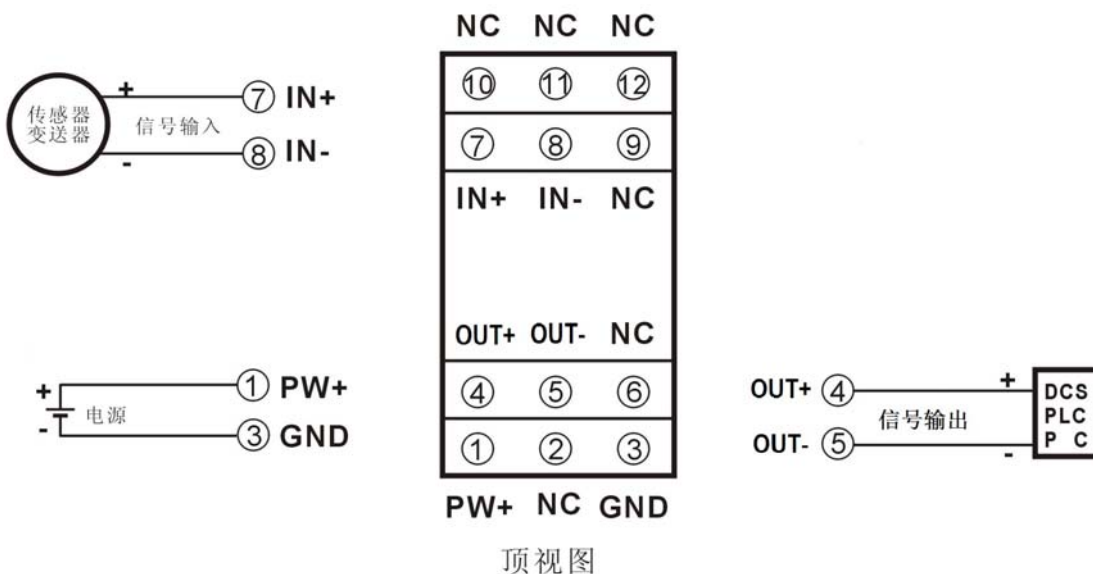 NC NC NC
⑩ ⑪ ⑫
⑦ ⑧ ⑨
IN+ IN- NC
OUT+ OUT- NC
④ ⑤ ⑥
① ② ③
PW+ NC GND
顶视图
传感器
变送器
+
信号输入
-
⑦ IN+
⑧ IN-
+
电源
-
① PW+
③ GND
OUT+ ④
信号输出
OUT- ⑤
+
-
DCS
PLC
P C